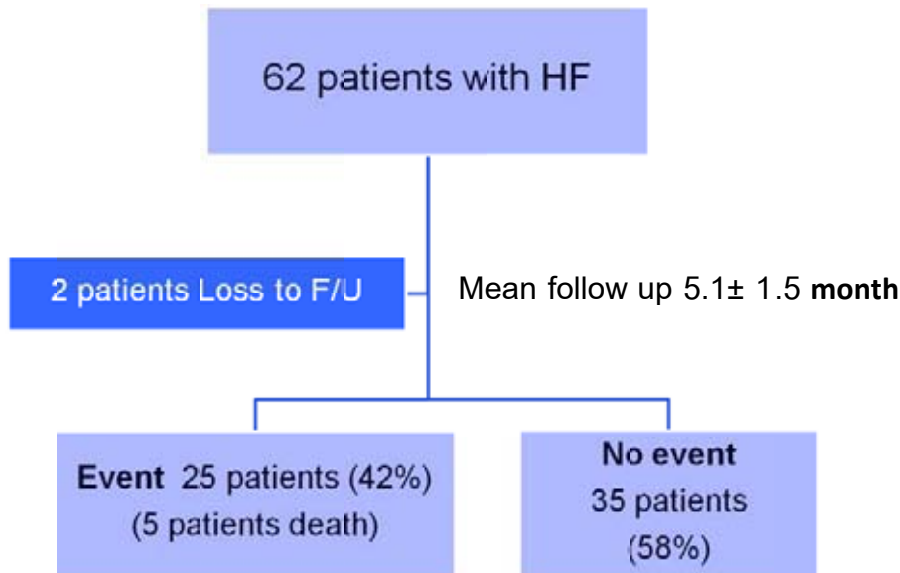 62 patients with HF
2 patients Loss to F/U
Mean follow up 5.1± 1.5 month
Event 25 patients (42%)
(5 patients death)
No event
35 patients
(58%)